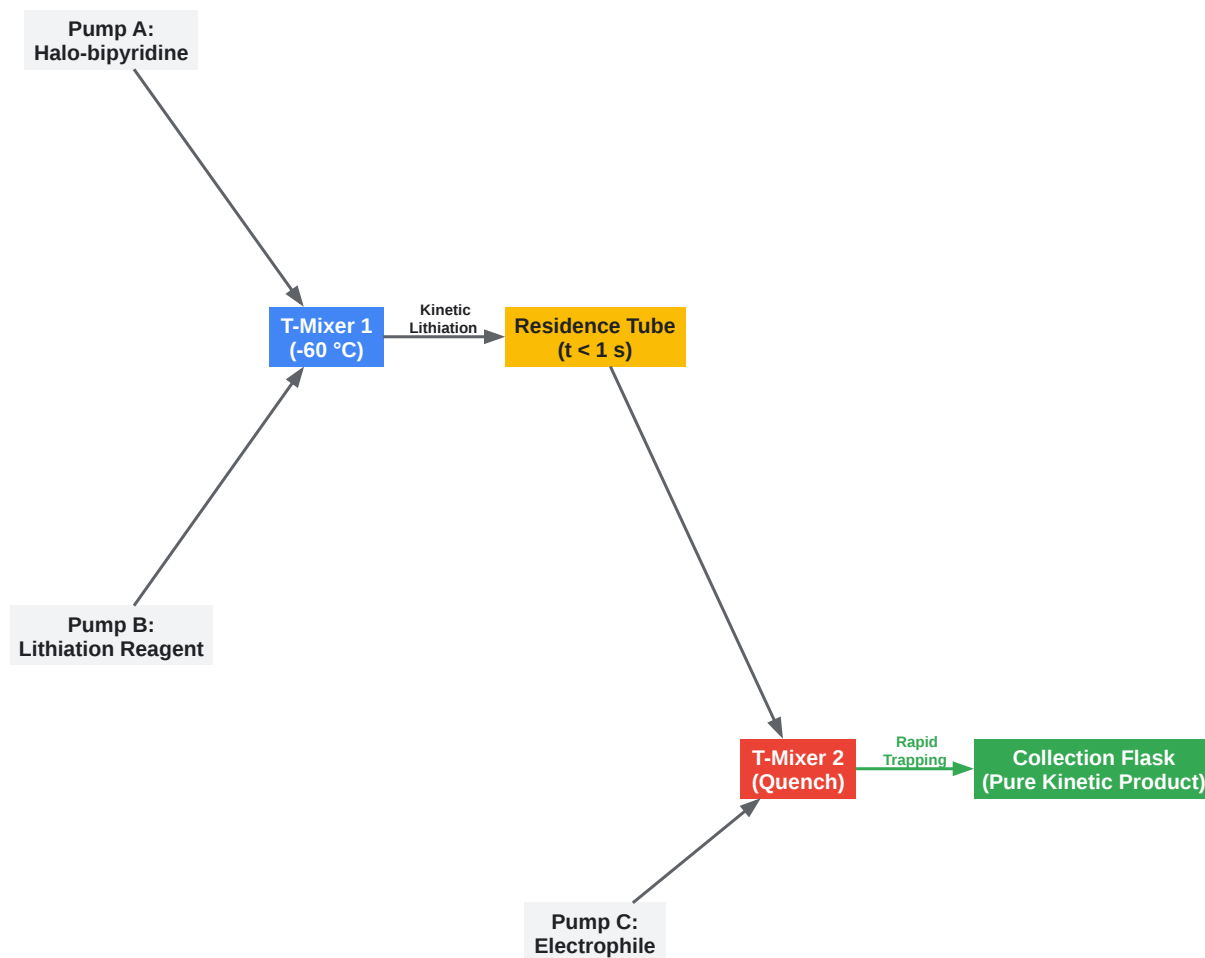 Pump A:
Halo-bipyridine
T-Mixer 1
(-60 °C)
Kinetic
Lithiation
Residence Tube
(t < 1 s)
Pump B:
Lithiation Reagent
T-Mixer 2
(Quench)
Rapid
Trapping
Collection Flask
(Pure Kinetic Product)
Pump C:
Electrophile